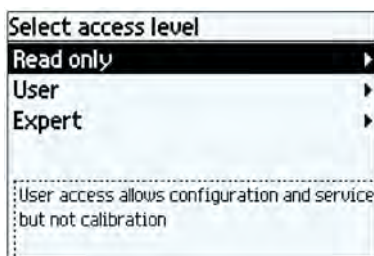 Select access level
Read only
User
Expert
User access allows configuration and service
but not calibration